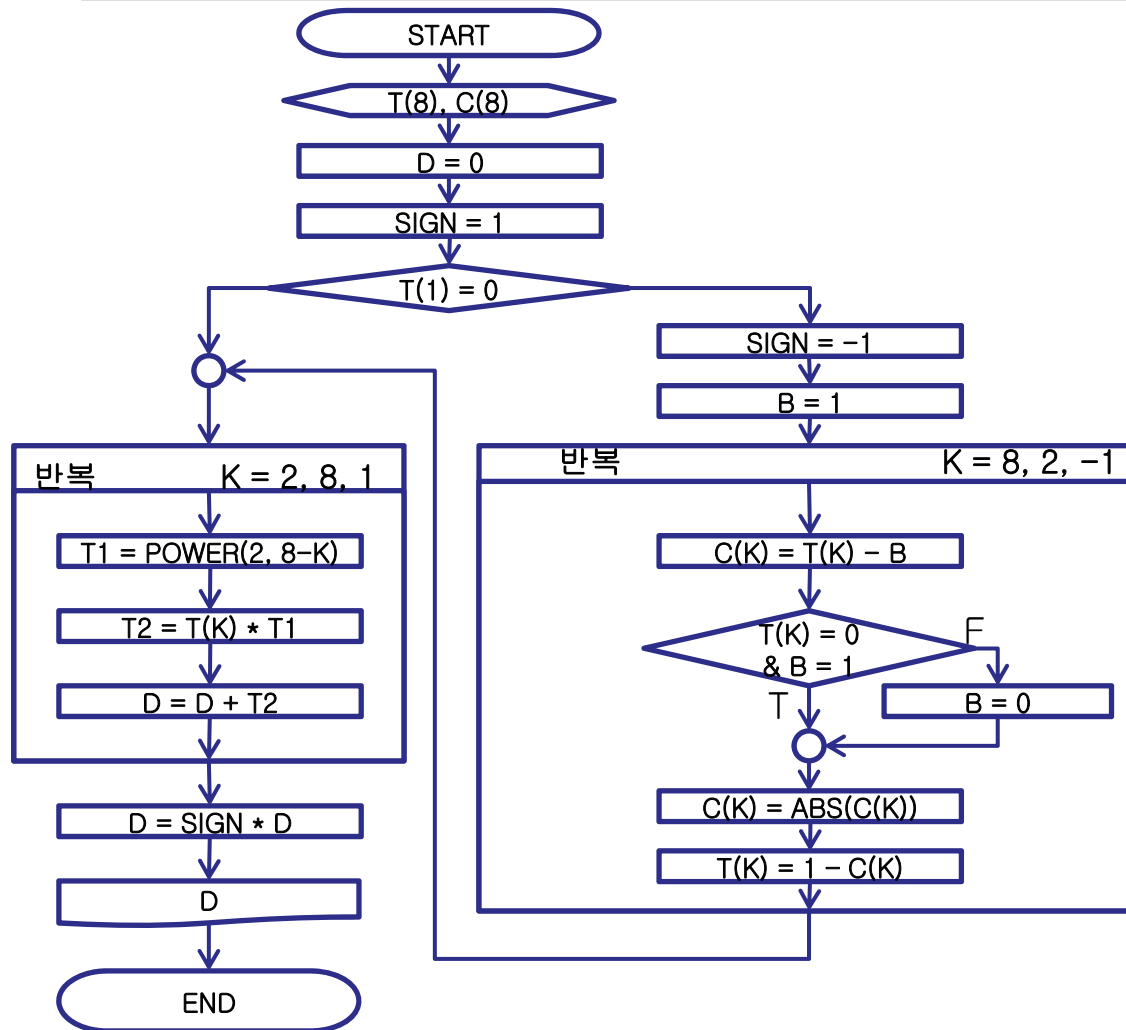 START
T(8), C(8)
D = 0
SIGN = 1
T(1) = 0
SIGN = -1
B = 1
반복 K = 2, 8, 1
T1 = POWER(2, 8-K)
T2 = T(K) * T1
D = D + T2
D = SIGN * D
D
END
반복 K = 8, 2, -1
C(K) = T(K) - B
T(K) = 0
& B = 1
F
T
B = 0
C(K) = ABS(C(K))
T(K) = 1 - C(K)